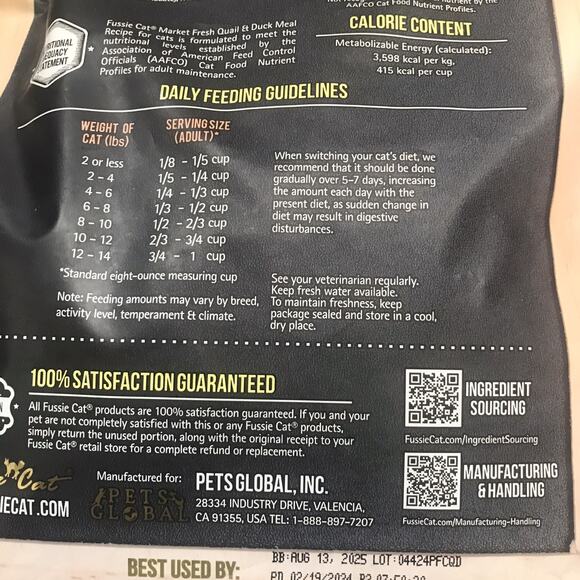 Fussie Cat® Market Fresh Quail & Duck Meal
Recipe for cats is formulated to meet the
nutritional levels established by the
Association of American Feed Control
Officials (AAFCO) Cat Food Nutrient
Profiles for adult maintenance.
AAFCO Cat Food Nutrient Profiles.
CALORIE CONTENT
Metabolizable Energy (calculated):
3,598 kcal per kg.
415 kcal per cup
DAILY FEEDING GUIDELINES
WEIGHT OF CAT (lbs)
SERVING SIZE (ADULT)*
2 or less 1/8 - 1/5 cup
2 - 4 1/5 - 1/4 cup
4 - 6 1/4 - 1/3 cup
6 - 8 1/3 - 1/2 cup
8 - 10 1/2 - 2/3 cup
10 - 12 2/3 - 3/4 cup
12 - 14 3/4 - 1 cup
*Standard eight-ounce measuring cup
Note: Feeding amounts may vary by breed,
activity level, temperament & climate.
When switching your cat's diet, we
recommend that it should be done
gradually over 5-7 days, increasing
the amount each day with the
present diet, as sudden change in
diet may result in digestive
disturbances.
See your veterinarian regularly.
Keep fresh water available.
To maintain freshness, keep
package sealed and store in a cool,
dry place.
100% SATISFACTION GUARANTEED
All Fussie Cat® products are 100% satisfaction guaranteed. If you and your
pet are not completely satisfied with this or any Fussie Cat® products,
simply return the unused portion, along with the original receipt to your
Fussie Cat® retail store for a complete refund or replacement.
INGREDIENT
SOURCING
FussieCat.com/IngredientSourcing
MANUFACTURING
& HANDLING
FussieCat.com/Manufacturing-Handling
Cat®
IECAT.COM
Manufactured for:
PETS GLOBAL
PETS GLOBAL, INC.
28334 INDUSTRY DRIVE, VALENCIA,
CA 91355, USA TEL: 1-888-897-7207
BEST USED BY:
BB:AUG 13, 2025 LOT:04424PFCQD
PD 02/19/2024